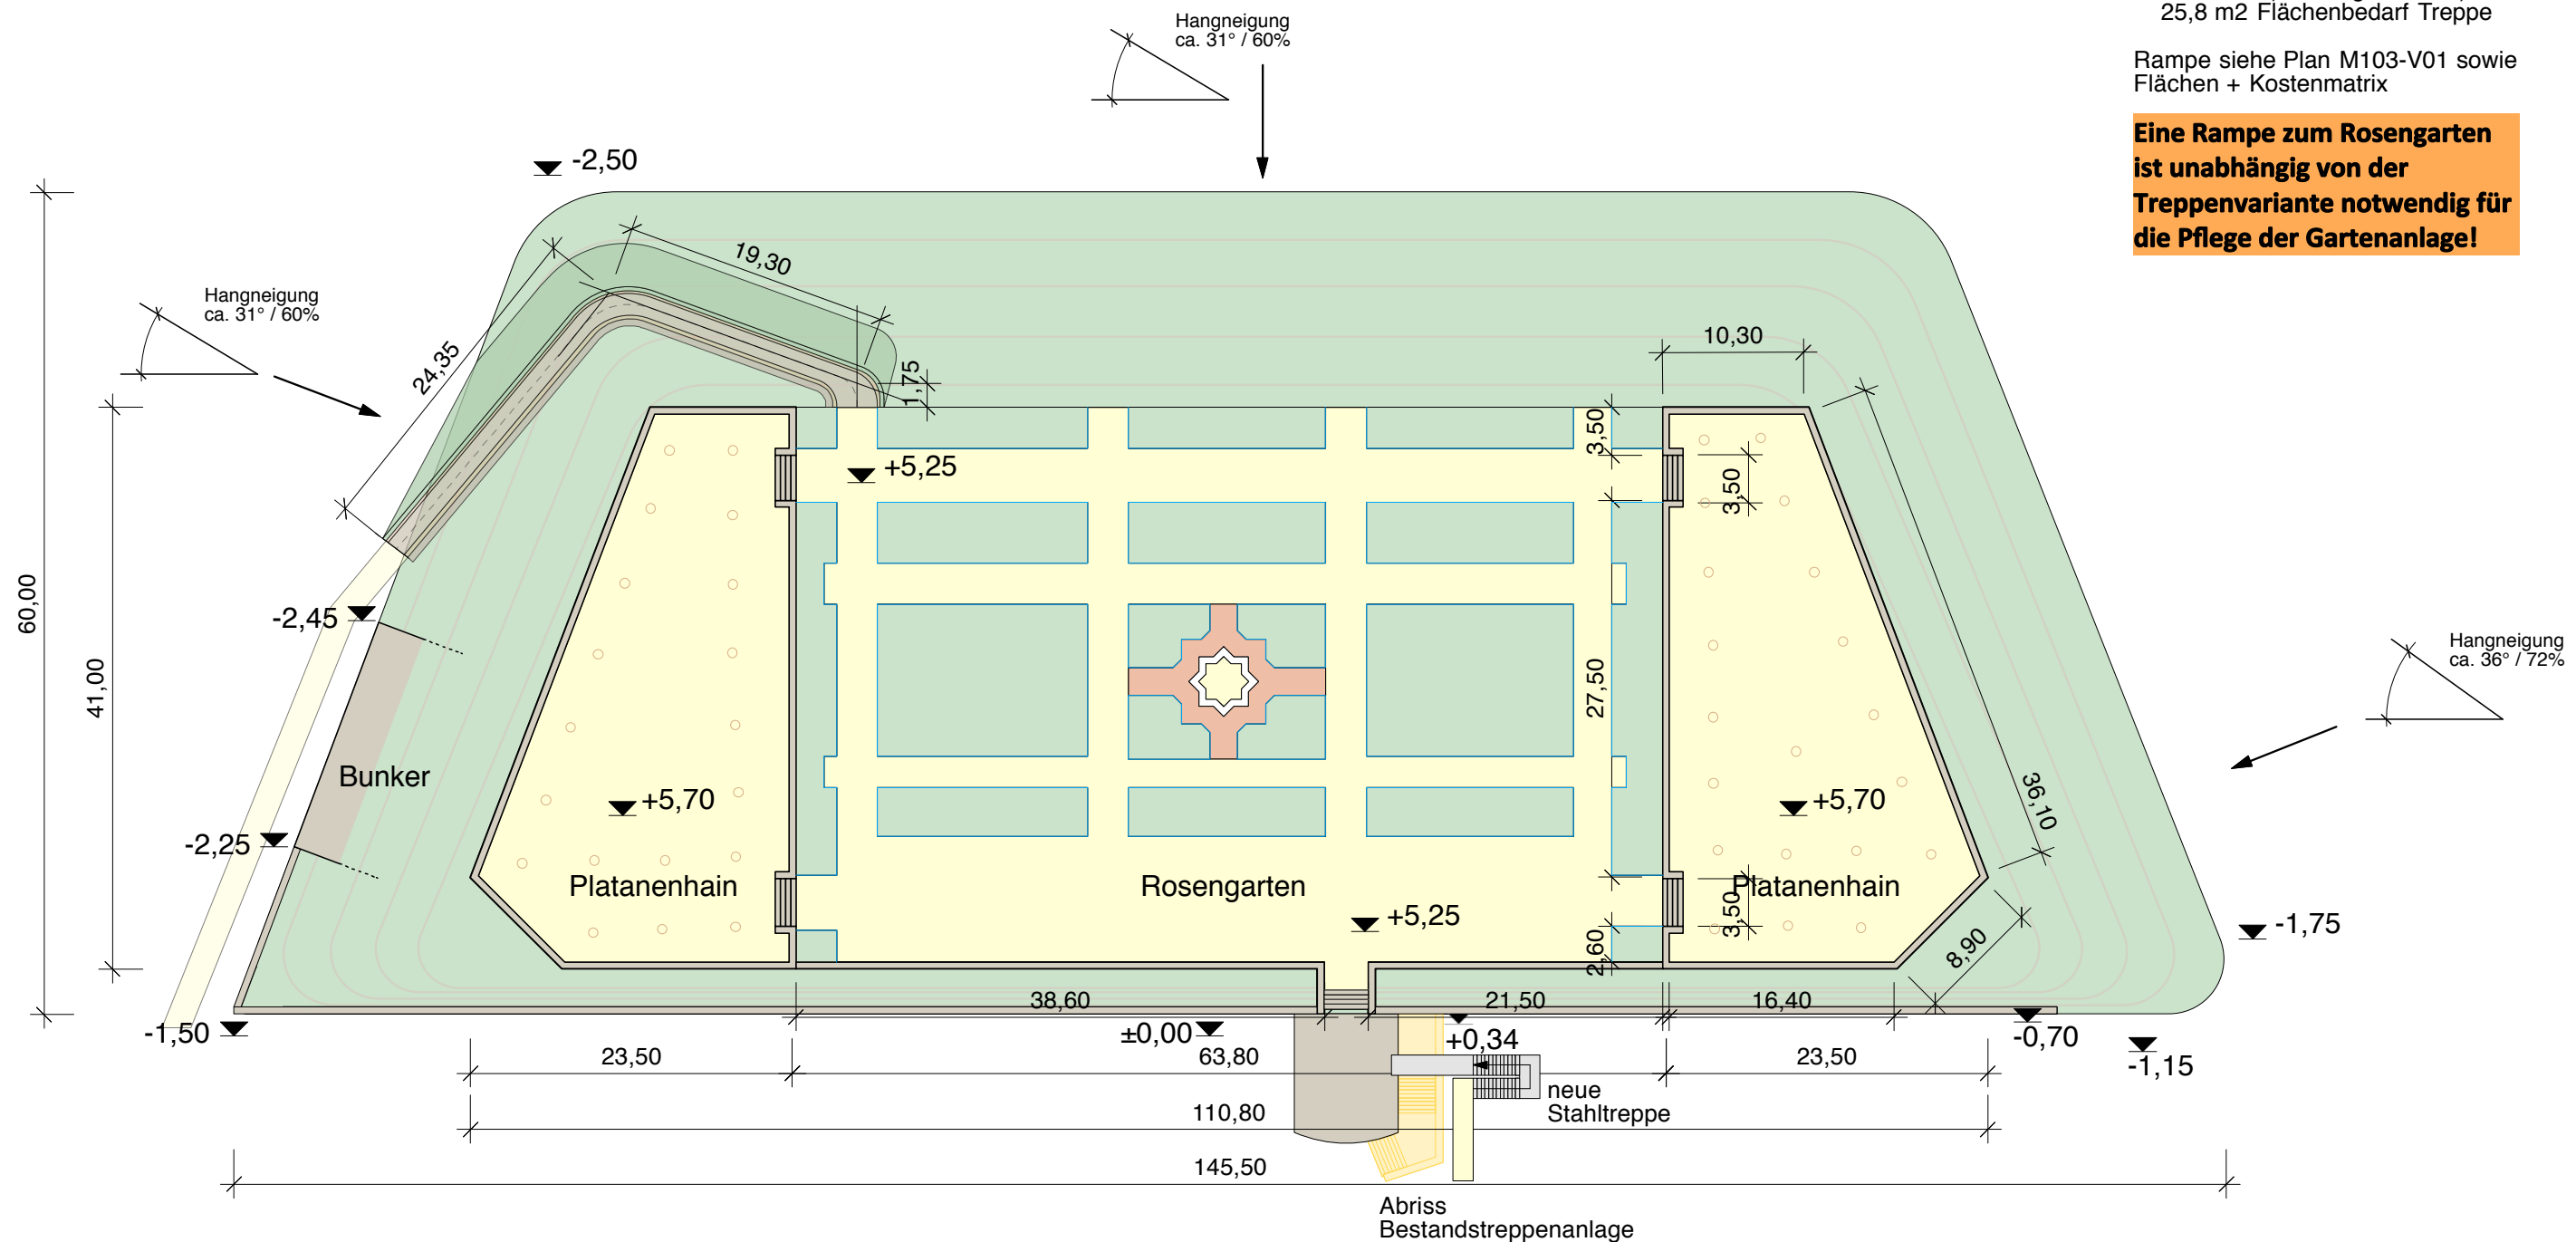 25,8 m2 Flächenbedarf Treppe
Rampe siehe Plan M103-V01 sowie
Flächen + Kostenmatrix
Eine Rampe zum Rosengarten
ist unabhängig von der
Treppenvariante notwendig für
die Pflege der Gartenanlage!
Hangneigung
ca. 31° / 60%
-2,50
19,30
Hangneigung
ca. 31° / 60%
24,35
1,75
10,30
3,50
+5,25
3,50
60,00
41,00
-2,45
27,50
Hangneigung
ca. 36° / 72%
Bunker
+5,70
+5,70
36,10
-2,25
Platanenhain
Rosengarten
Platanenhain
3,50
+5,25
-1,75
2,60
8,90
38,60
21,50
16,40
-1,50
±0,00
+0,34
-0,70
23,50
63,80
23,50
-1,15
neue
Stahltreppe
110,80
145,50
Abriss
Bestandstreppenanlage